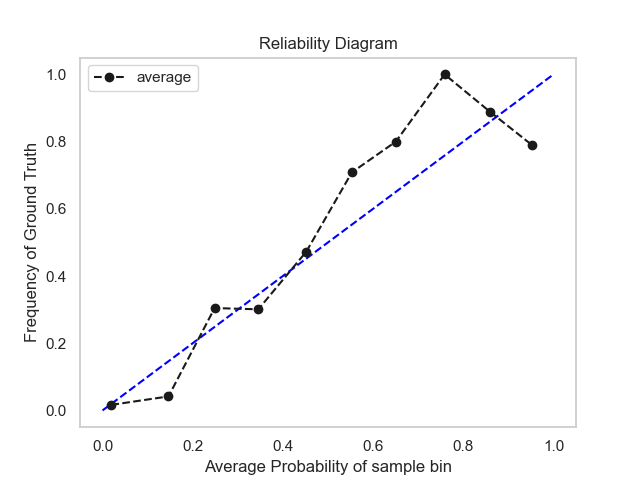 Reliability Diagram
average
Frequency of Ground Truth
1.0
0.8
0.6
0.4
0.2
0.0
0.0 0.2 0.4 0.6 0.8 1.0
Average Probability of sample bin